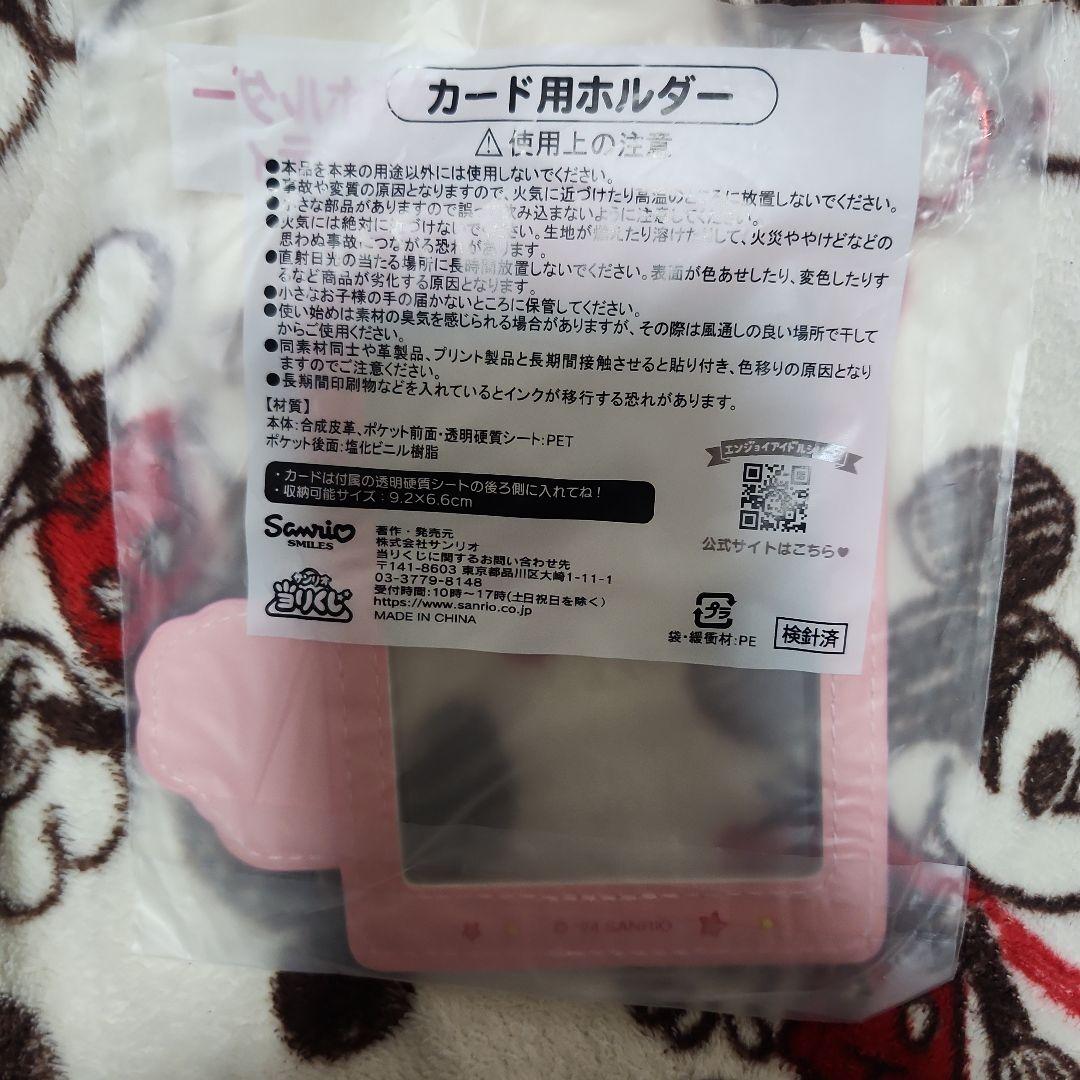 カード用ホルダー
⚠使用上の注意
●本品を本来の用途以外には使用しないでください。
●事故や変質の原因となりますので、火気に近づけたり高温のところに放置しないでください。
●小さな部品がありますので誤って飲み込まないように注意してください。
●火気には絶対に近づけないでください。生地が燃えたり溶けたりして、火災ややけどなどの
思わぬ事故につながる恐れがあります。
●直射日光の当たる場所に長時間放置しないでください。表面が色あせしたり、変色したりす
るなど商品が劣化する原因となります。
●小さなお子様の手の届かないところに保管してください。
●使い始めは素材の臭気を感じられる場合がありますが、その際は風通しの良い場所で干して
からご使用ください。
●同素材同士や革製品、プリント製品と長期間接触させると貼り付き、色移りの原因となり
ますのでご注意ください。
●長期間印刷物などを入れているとインクが移行する恐れがあります。
【材質】
本体:合成皮革、ポケット前面・透明硬質シート:PET
ポケット後面:塩化ビニル樹脂
・カードは付属の透明硬質シートの後ろ側に入れてね!
・収納可能サイズ:9.2×6.6cm
Sanrio
SMILES
サンリオ
当りくじ
著作・発売元
株式会社サンリオ
当りくじに関するお問い合わせ先
〒141-8603 東京都品川区大崎1-11-1
03-3779-8148
受付時間:10時〜17時(土日祝日を除く)
https://www.sanrio.co.jp
MADE IN CHINA
エンジョイアイドル
公式サイトはこちら♥
プラ
袋・緩衝材:PE
検針済
ホルダー
SANRIO